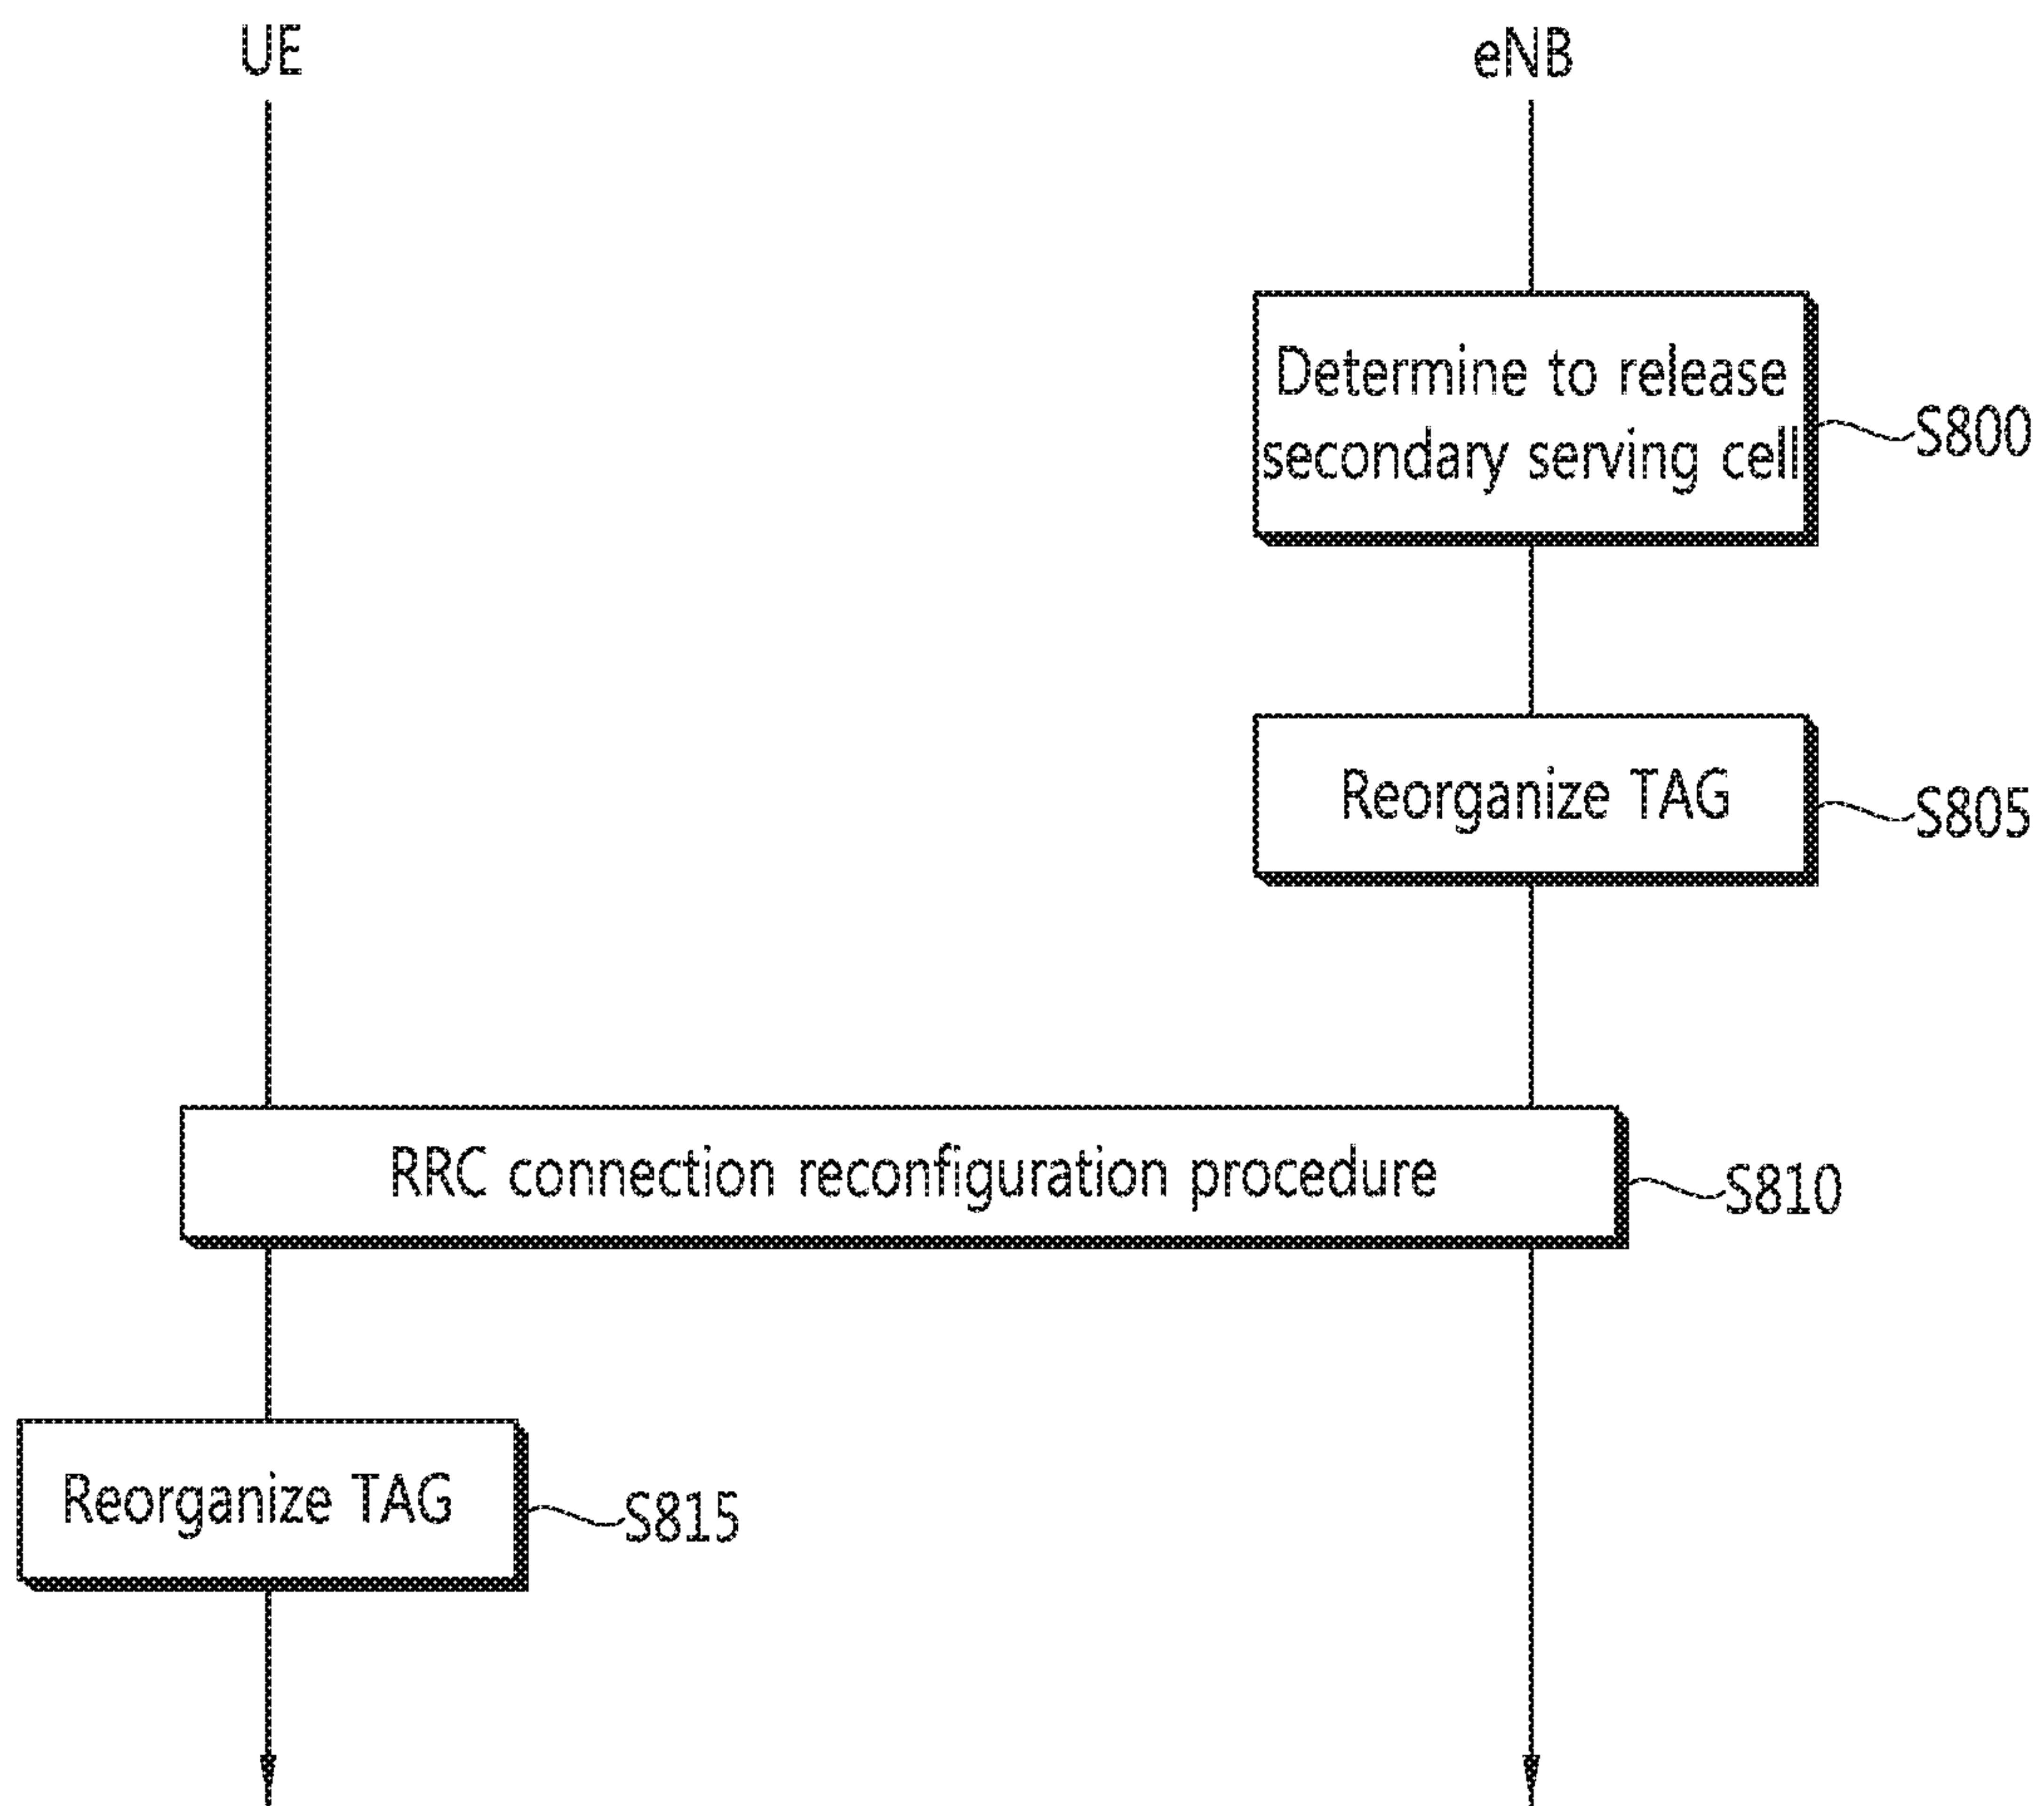 UE
eNB
Determine to release
secondary serving cell
S800
Reorganize TAG
S805
RRC connection reconfiguration procedure
S810
Reorganize TAG
S815